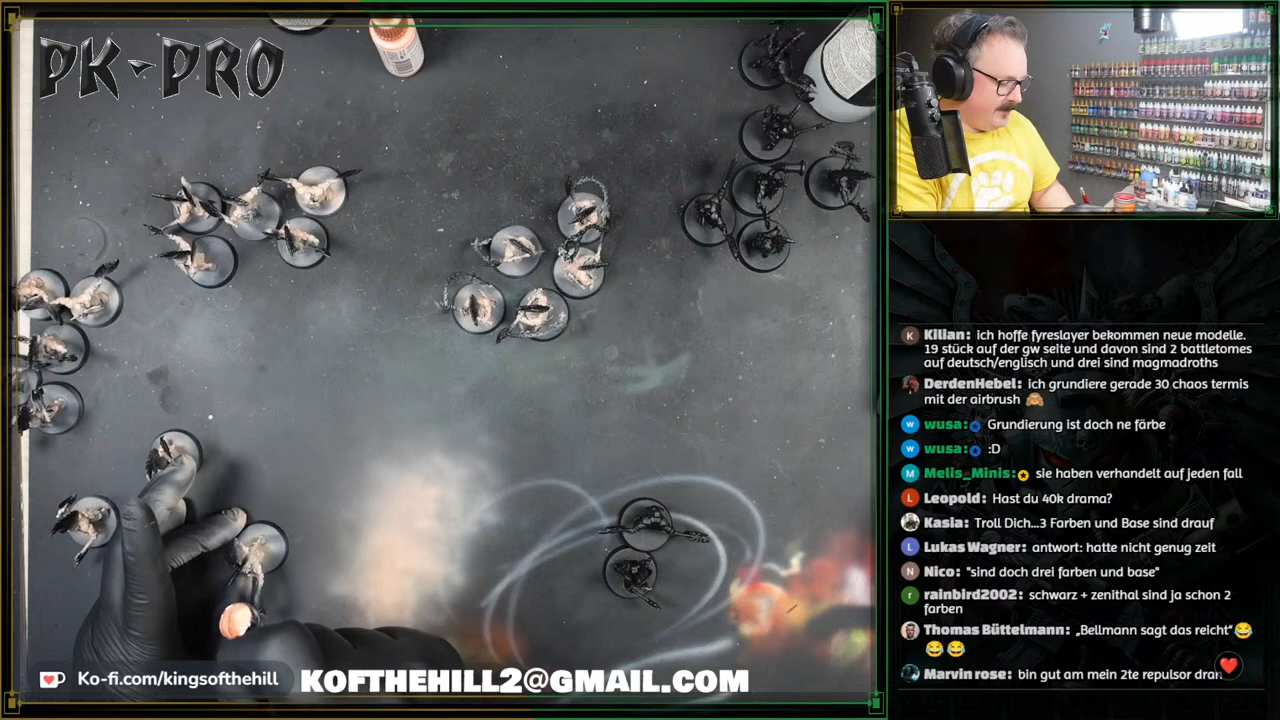 PK-PRO
Kilian: ich hoffe fyreslayer bekommen neue modelle.
19 stück auf der gw seite und davon sind 2 battletomes
auf deutsch/englisch und drei sind magmadroths
DerdenHebel: ich grundiere gerade 30 chaos termis
mit der airbrush 🙈
wusa: Grundierung ist doch ne färbe
wusa: :D
Melis_Minis: sie haben verhandelt auf jeden fall
Leopold: Hast du 40k drama?
Kasia: Troll Dich...3 Farben und Base sind drauf
Lukas Wagner: antwort: hatte nicht genug zeit
Nico: "sind doch drei farben und base"
rainbird2002: schwarz + zenithal sind ja schon 2
farben
Thomas Büttelmann: „Bellmann sagt das reicht“😂
😂😂
Marvin rose: bin gut am mein 2te repulsor dran
Ko-fi.com/kingsofthehill
KOFTHEHILL2@GMAIL.COM